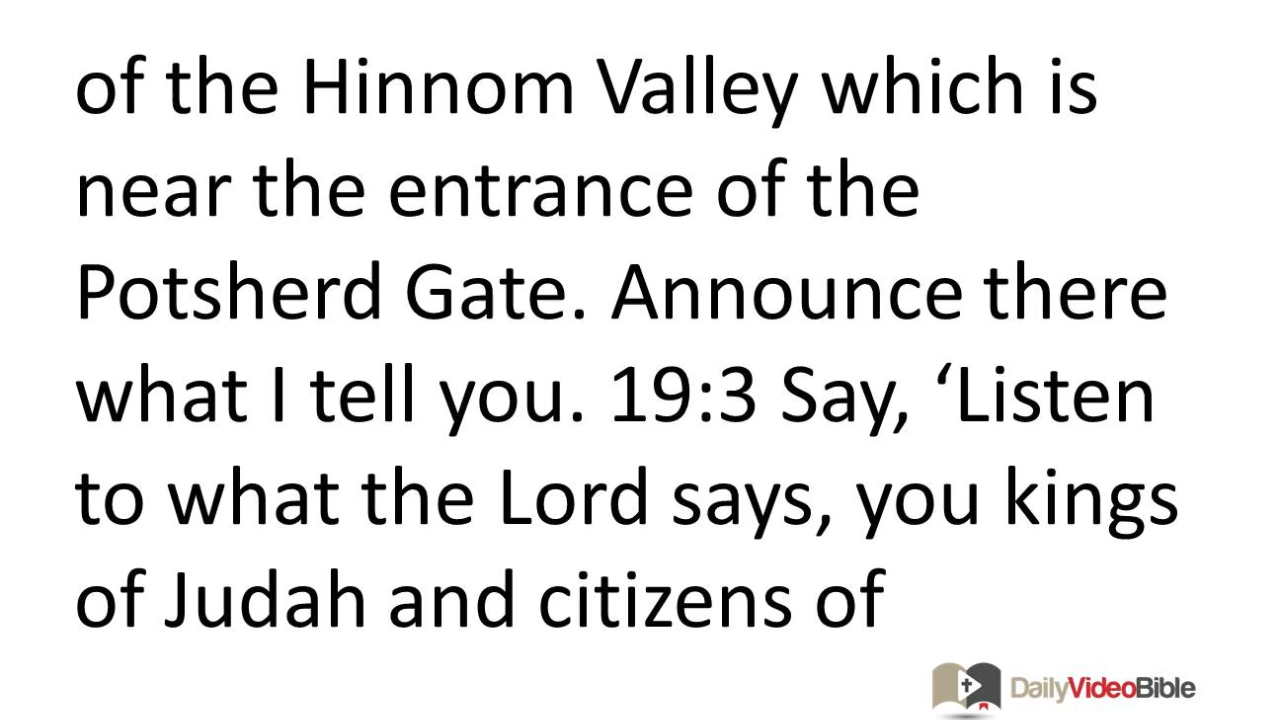 of the Hinnom Valley which is
near the entrance of the
Potsherd Gate. Announce there
what I tell you. 19:3 Say, ‘Listen
to what the Lord says, you kings
of Judah and citizens of
DailyVideoBible